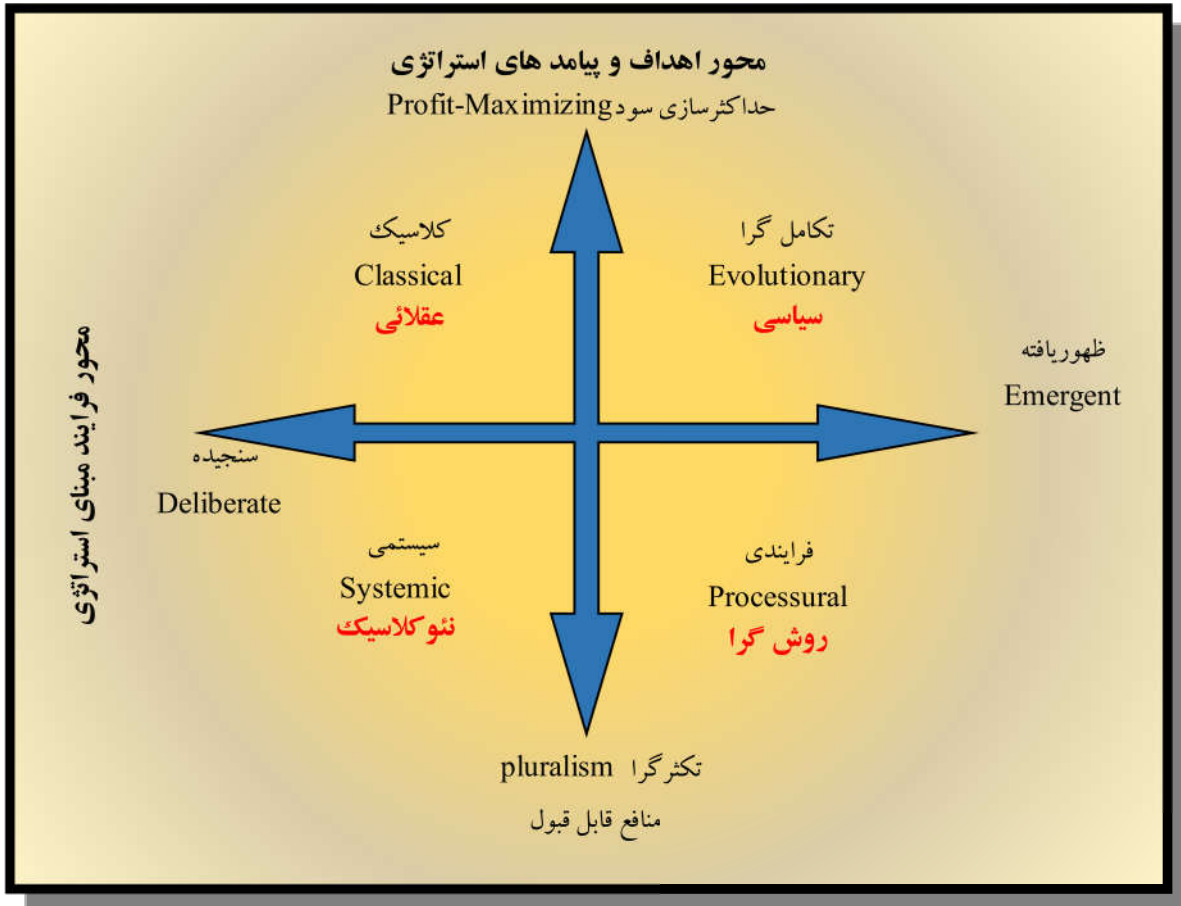 محور اهداف و پیامد های استراتژی
حداکثرسازی سود Profit-Maximizing
کلاسیک
Classical
عقلائی
تکامل گرا
Evolutionary
سیاسی
ظهوریافته
Emergent
محور فرایند مبنای استراتژی
سنجیده
Deliberate
سیستمی
Systemic
نئوکلاسیک
فرایندی
Processural
روش گرا
تکثرگرا pluralism
منافع قابل قبول